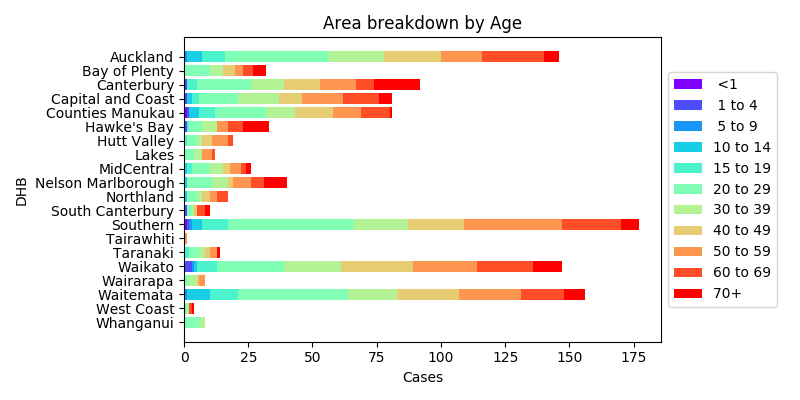 Area breakdown by Age
DHB
Auckland
Bay of Plenty
Canterbury
Capital and Coast
Counties Manukau
Hawke's Bay
Hutt Valley
Lakes
MidCentral
Nelson Marlborough
Northland
South Canterbury
Southern
Tairawhiti
Taranaki
Waikato
Wairarapa
Waitemata
West Coast
Whanganui
0 25 50 75 100 125 150 175
Cases
<1
1 to 4
5 to 9
10 to 14
15 to 19
20 to 29
30 to 39
40 to 49
50 to 59
60 to 69
70+